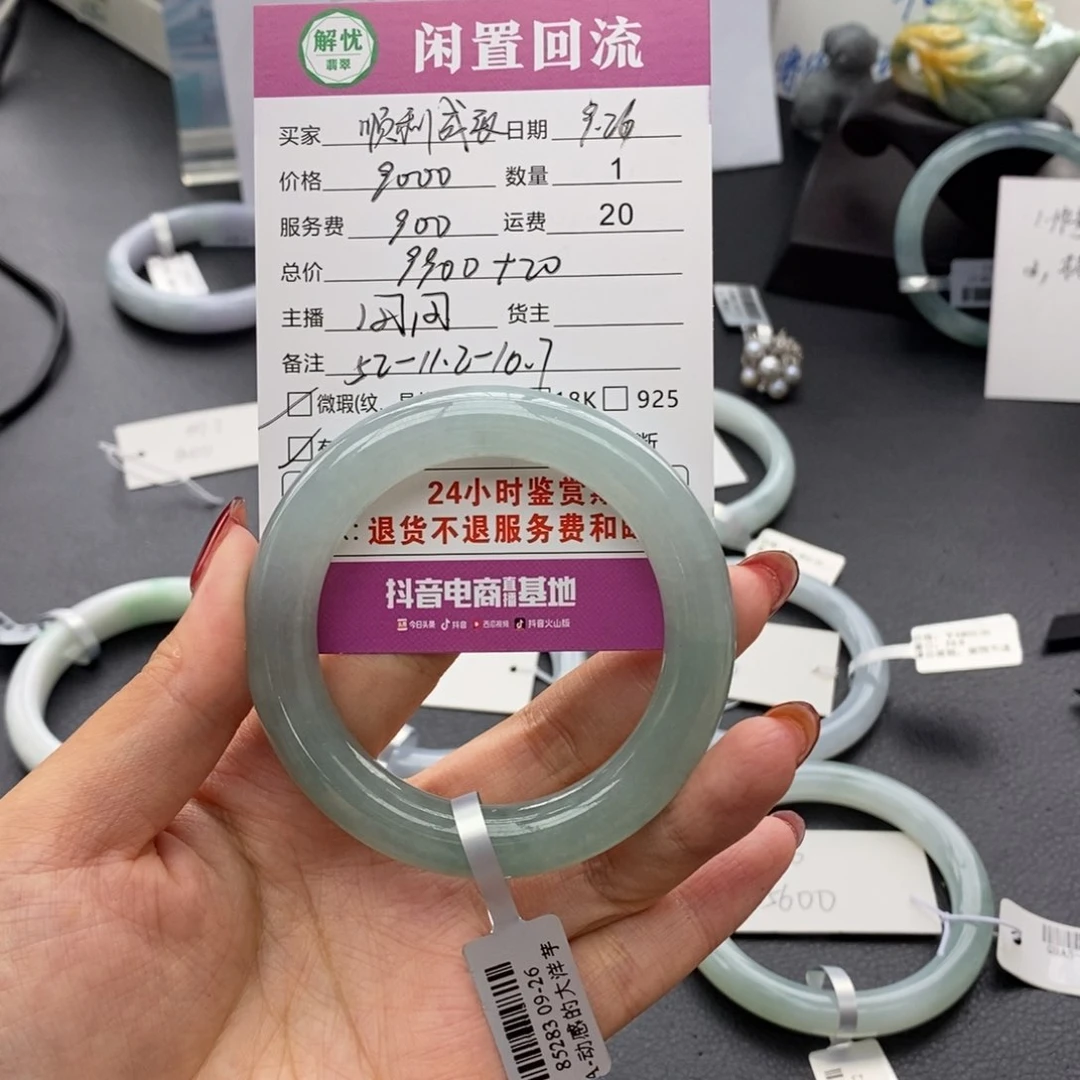 解忧
翡翠
闲置回流
买家 顺利成交 日期 9.26
价格 9000 数量 1
服务费 900 运费 20
总价 9900+20
主播 闪闪 货主
备注 52-11.2-10.7
微瑕(纹、 18K 925
24小时鉴赏
退货不退服务费和
抖音电商直播基地
今日头条 抖音 西瓜视频 抖音火山版
85283 09-26
A-动感的大洋芋